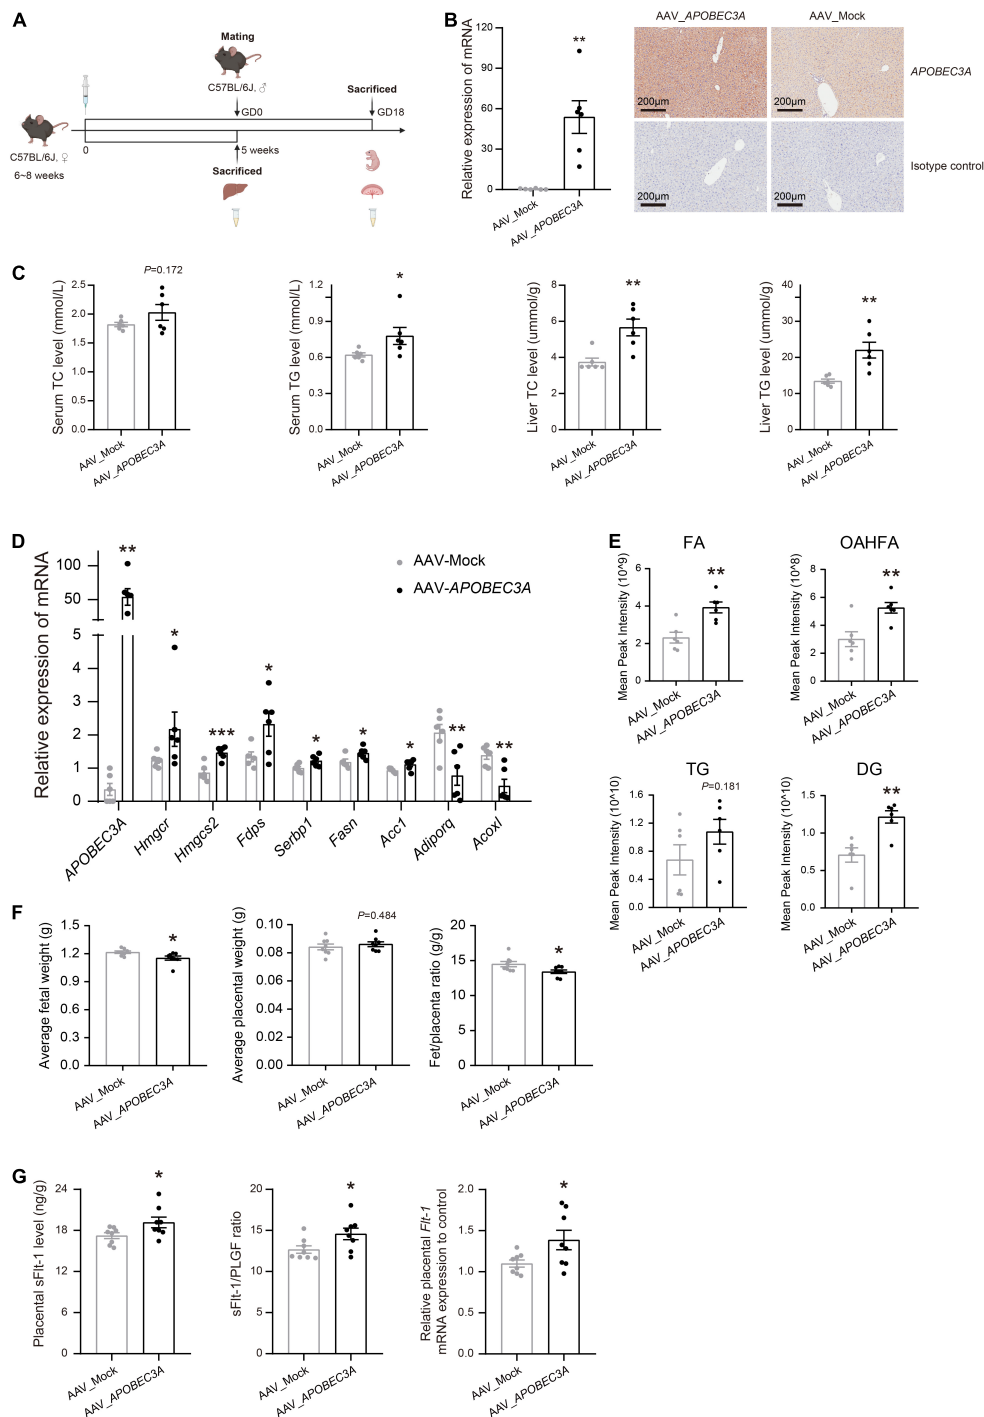 A
Mating
C57BL/6J, ♂
Sacrificed
GD0
GD18
C57BL/6J, ♀
6~8 weeks
0
5 weeks
Sacrificed
B
Relative expression of mRNA
120
90
60
30
0
**
AAV_Mock
AAV_APOBEC3A
AAV_APOBEC3A
AAV_Mock
APOBEC3A
200μm
200μm
Isotype control
200μm
200μm
C
Serum TC level (mmol/L)
2.5
2.0
1.5
1.0
0.5
0.0
P=0.172
AAV_Mock
AAV_APOBEC3A
Serum TG level (mmol/L)
1.2
0.9
0.6
0.3
0.0
*
AAV_Mock
AAV_APOBEC3A
Liver TC level (ummol/g)
8
6
4
2
0
**
AAV_Mock
AAV_APOBEC3A
Liver TG level (ummol/g)
40
30
20
10
0
**
AAV_Mock
AAV_APOBEC3A
D
Relative expression of mRNA
100
50
5
4
3
2
1
0
AAV-Mock
AAV-APOBEC3A
** * *** * * * * ** **
APOBEC3A
Hmgcr
Hmgcs2
Fdps
Serbp1
Fasn
Acc1
Adiporq
Acoxl
E
FA
Mean Peak Intensity (10^9)
6
4
2
0
**
AAV_Mock
AAV_APOBEC3A
OAHFA
Mean Peak Intensity (10^8)
8
6
4
2
0
**
AAV_Mock
AAV_APOBEC3A
TG
Mean Peak Intensity (10^10)
1.6
1.2
0.8
0.4
0.0
P=0.181
AAV_Mock
AAV_APOBEC3A
DG
Mean Peak Intensity (10^10)
1.5
1.0
0.5
0.0
**
AAV_Mock
AAV_APOBEC3A
F
Average fetal weight (g)
1.5
1.2
0.9
0.6
0.3
0.0
*
AAV_Mock
AAV_APOBEC3A
Average placental weight (g)
0.10
0.08
0.06
0.04
0.02
0.00
P=0.484
AAV_Mock
AAV_APOBEC3A
Fet/placenta ratio (g/g)
20
15
10
5
0
*
AAV_Mock
AAV_APOBEC3A
G
Placental sFlt-1 level (ng/g)
24
18
12
6
0
*
AAV_Mock
AAV_APOBEC3A
sFlt-1/PLGF ratio
20
15
10
5
0
*
AAV_Mock
AAV_APOBEC3A
Relative placental Flt-1
mRNA expression to control
2.0
1.5
1.0
0.5
0.0
*
AAV_Mock
AAV_APOBEC3A